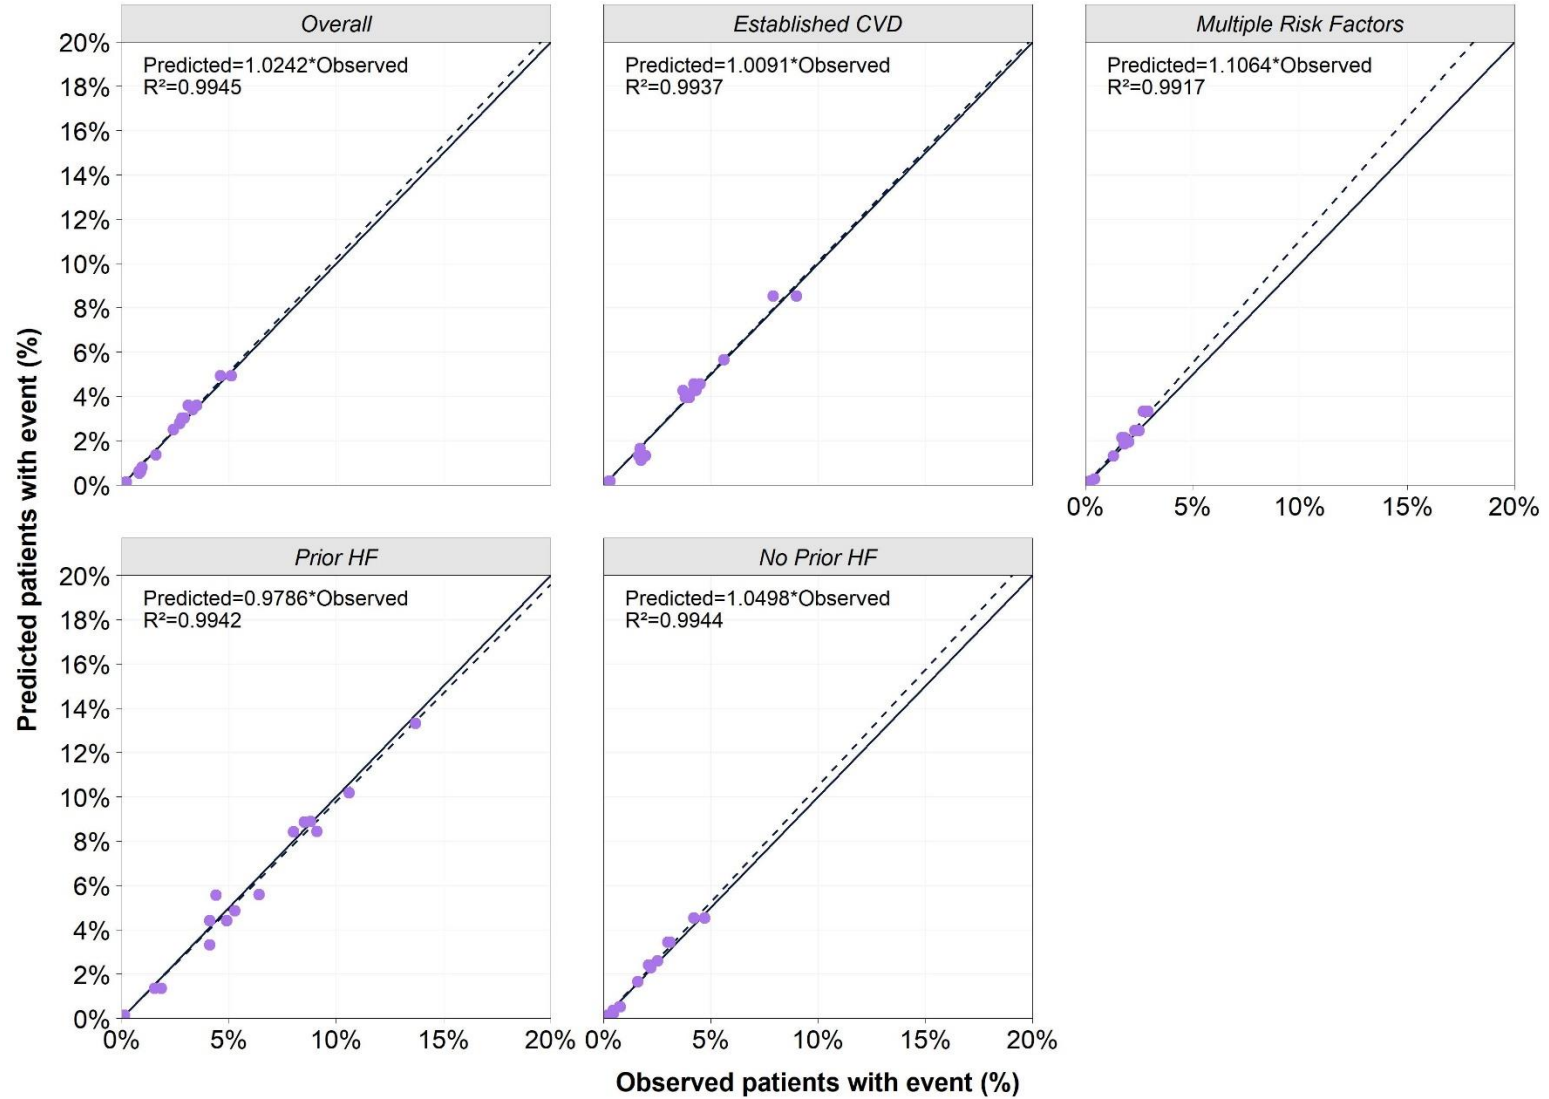 Overall
Established CVD
Multiple Risk Factors
Predicted=1.0242*Observed
R²=0.9945
Predicted=1.0091*Observed
R²=0.9937
Predicted=1.1064*Observed
R²=0.9917
20%
18%
16%
14%
12%
10%
8%
6%
4%
2%
0%
0%
5%
10%
15%
20%
Prior HF
No Prior HF
Predicted=0.9786*Observed
R²=0.9942
Predicted=1.0498*Observed
R²=0.9944
20%
18%
16%
14%
12%
10%
8%
6%
4%
2%
0%
0%
5%
10%
15%
20%
0%
5%
10%
15%
20%
Predicted patients with event (%)
Observed patients with event (%)